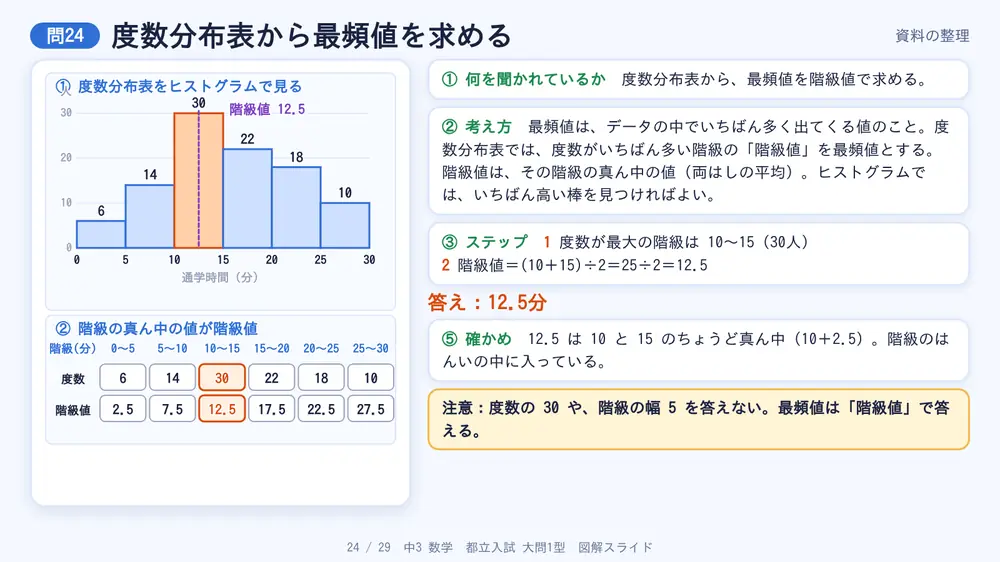 問24 度数分布表から最頻値を求める
資料の整理
① 度数分布表をヒストグラムで見る
30
階級値 12.5
30
22
20
18
14
10
10
6
0
0 5 10 15 20 25 30
通学時間（分）
② 階級の真ん中の値が階級値
階級(分) 0〜5 5〜10 10〜15 15〜20 20〜25 25〜30
度数 6 14 30 22 18 10
階級値 2.5 7.5 12.5 17.5 22.5 27.5
① 何を聞かれているか 度数分布表から、最頻値を階級値で求める。
② 考え方 最頻値は、データの中でいちばん多く出てくる値のこと。度
数分布表では、度数がいちばん多い階級の「階級値」を最頻値とする。
階級値は、その階級の真ん中の値（両はしの平均）。ヒストグラムで
は、いちばん高い棒を見つければよい。
③ ステップ 1 度数が最大の階級は 10〜15（30人）
2 階級値＝(10＋15)÷2＝25÷2＝12.5
答え：12.5分
⑤ 確かめ 12.5 は 10 と 15 のちょうど真ん中（10＋2.5）。階級のは
んいの中に入っている。
注意：度数の 30 や、階級の幅 5 を答えない。最頻値は「階級値」で答
える。
24 / 29 中3 数学 都立入試 大問1型 図解スライド